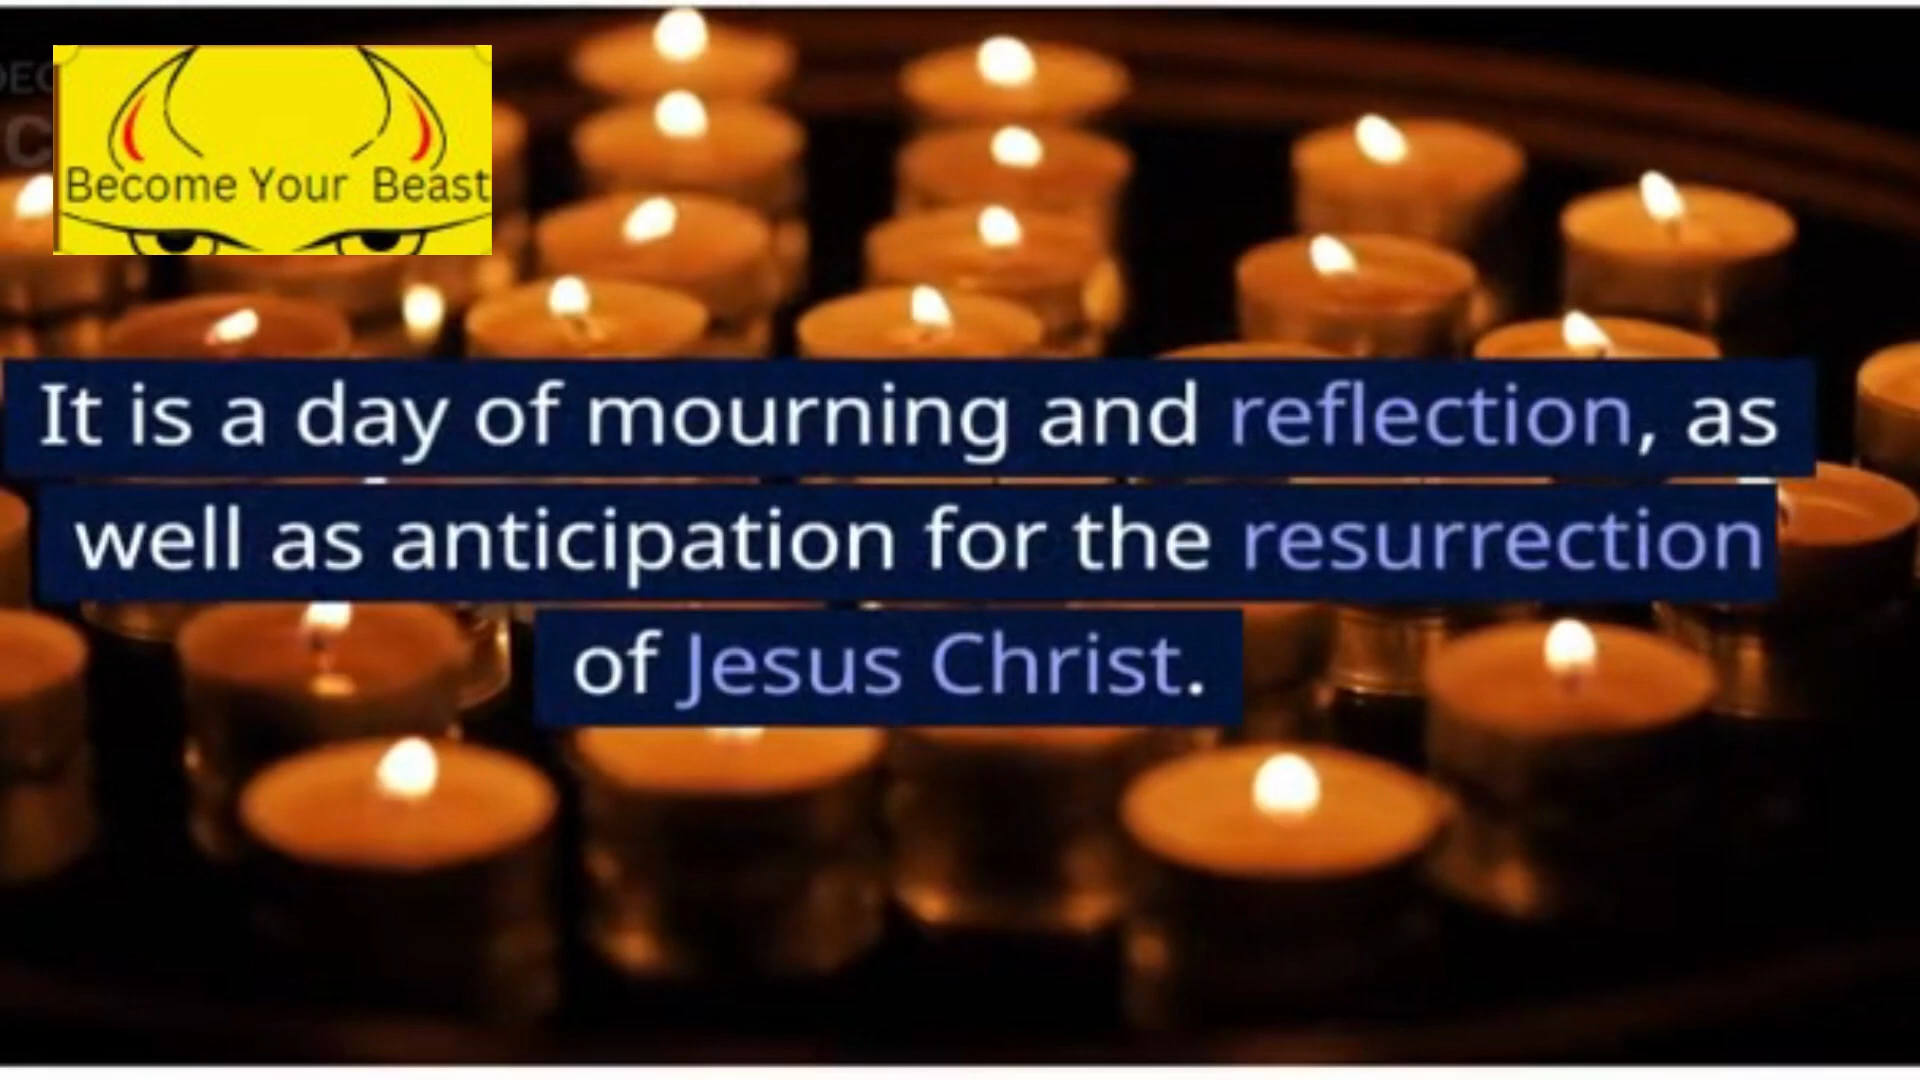 Become Your Beast
It is a day of mourning and reflection, as
well as anticipation for the resurrection
of Jesus Christ.